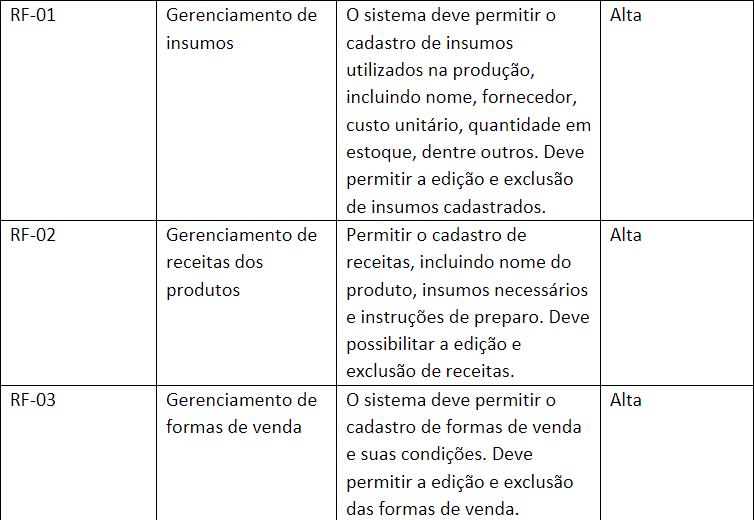 RF-01
Gerenciamento de
insumos
O sistema deve permitir o
cadastro de insumos
utilizados na produção,
incluindo nome, fornecedor,
custo unitário, quantidade em
estoque, dentre outros. Deve
permitir a edição e exclusão
de insumos cadastrados.
Alta
RF-02
Gerenciamento de
receitas dos
produtos
Permitir o cadastro de
receitas, incluindo nome do
produto, insumos necessários
e instruções de preparo. Deve
possibilitar a edição e
exclusão de receitas.
Alta
RF-03
Gerenciamento de
formas de venda
O sistema deve permitir o
cadastro de formas de venda
e suas condições. Deve
permitir a edição e exclusão
das formas de venda.
Alta